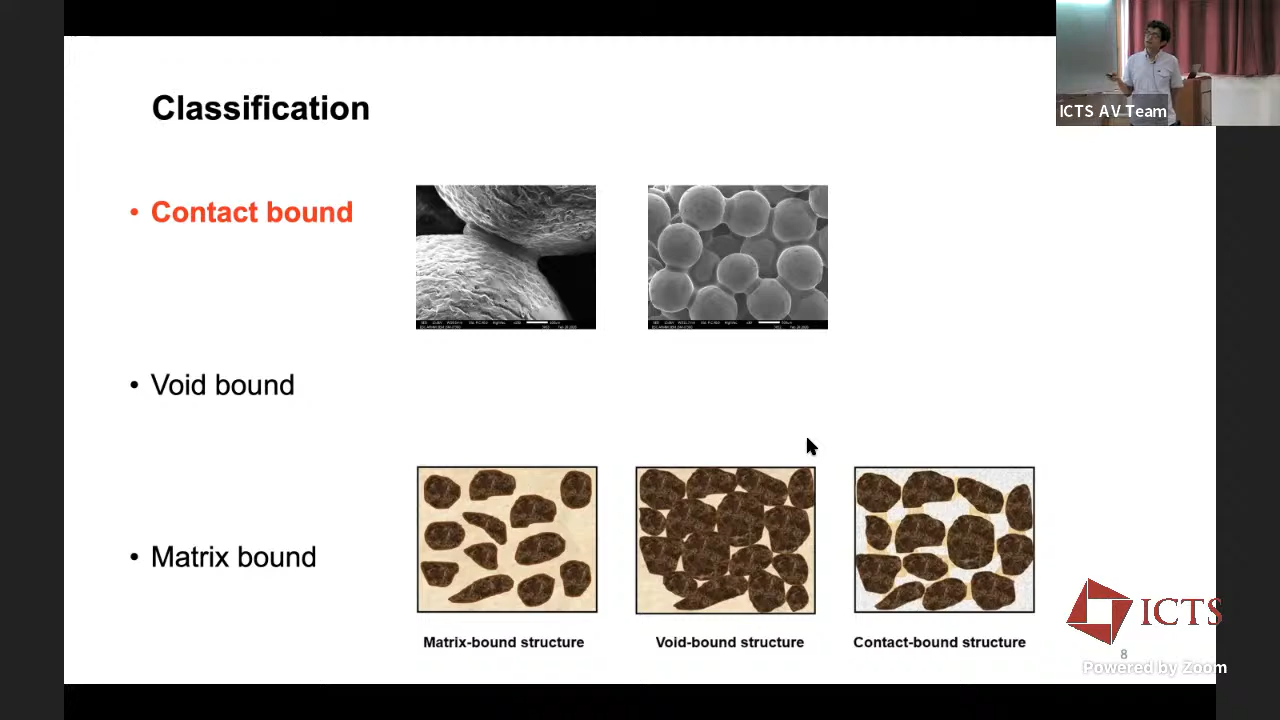 ICTS AV Team
Classification
• Contact bound
• Void bound
• Matrix bound
Matrix-bound structure
Void-bound structure
Contact-bound structure
ICTS
8
Powered by Zoom